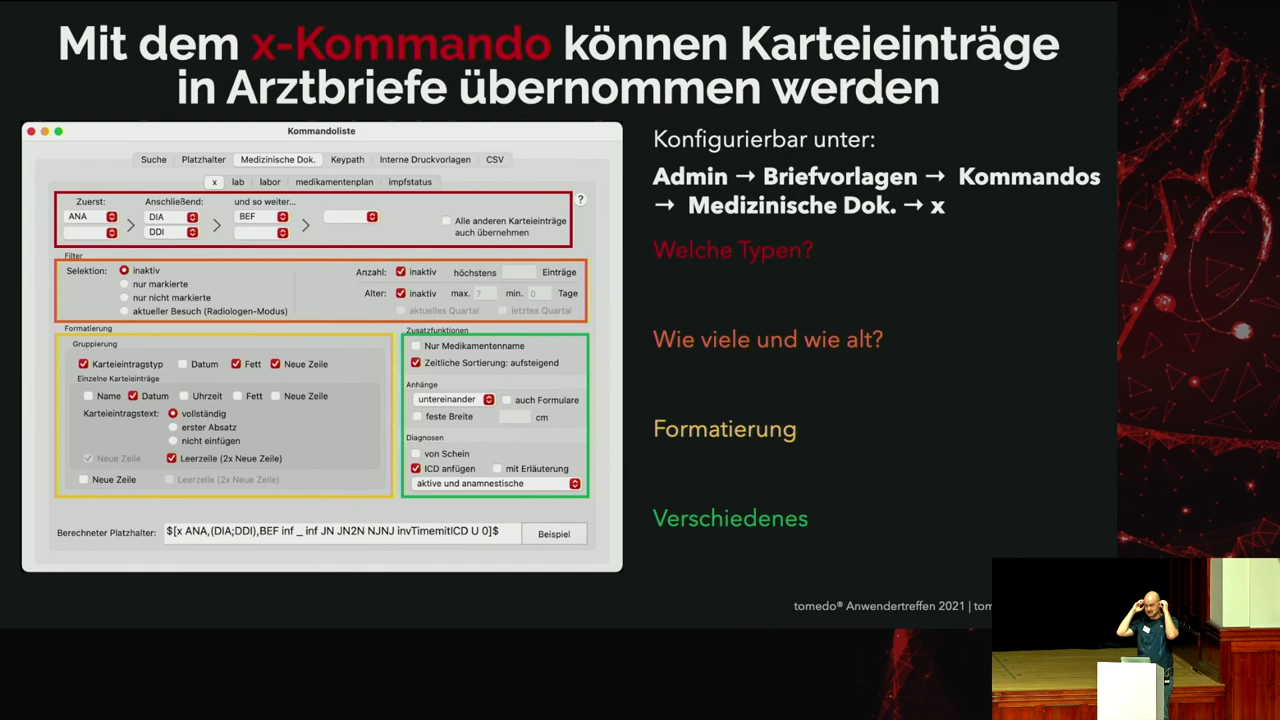 Mit dem x-Kommando können Karteieinträge
in Arztbriefe übernommen werden
Kommandoliste
Suche Platzhalter Medizinische Dok. Keypath Interne Druckvorlagen CSV
x lab labor medikamentenplan impfstatus
Zuerst: Anschließend: und so weiter...
ANA DIA BEF
DDI
Alle anderen Karteieinträge
auch übernehmen
?
Filter
Selektion: inaktiv
nur markierte
nur nicht markierte
aktueller Besuch (Radiologen-Modus)
Anzahl: inaktiv höchstens Einträge
Alter: inaktiv max. 7 min. 0 Tage
aktuelles Quartal letztes Quartal
Formatierung
Gruppierung
Karteieintragstyp Datum Fett Neue Zeile
Einzelne Karteieinträge
Name Datum Uhrzeit Fett Neue Zeile
Karteieintragstext: vollständig
erster Absatz
nicht einfügen
Neue Zeile Leerzeile (2x Neue Zeile)
Neue Zeile Leerzeile (2x Neue Zeile)
Zusatzfunktionen
Nur Medikamentenname
Zeitliche Sortierung: aufsteigend
Anhänge
untereinander auch Formulare
feste Breite cm
Diagnosen
von Schein
ICD anfügen mit Erläuterung
aktive und anamnestische
Berechneter Platzhalter: $[x ANA,(DIA;DDI),BEF inf _ inf JN JN2N NJNJ invTimemitICD U 0]$ Beispiel
Konfigurierbar unter:
Admin → Briefvorlagen → Kommandos
→ Medizinische Dok. → x
Welche Typen?
Wie viele und wie alt?
Formatierung
Verschiedenes
tomedo® Anwendertreffen 2021 | tom